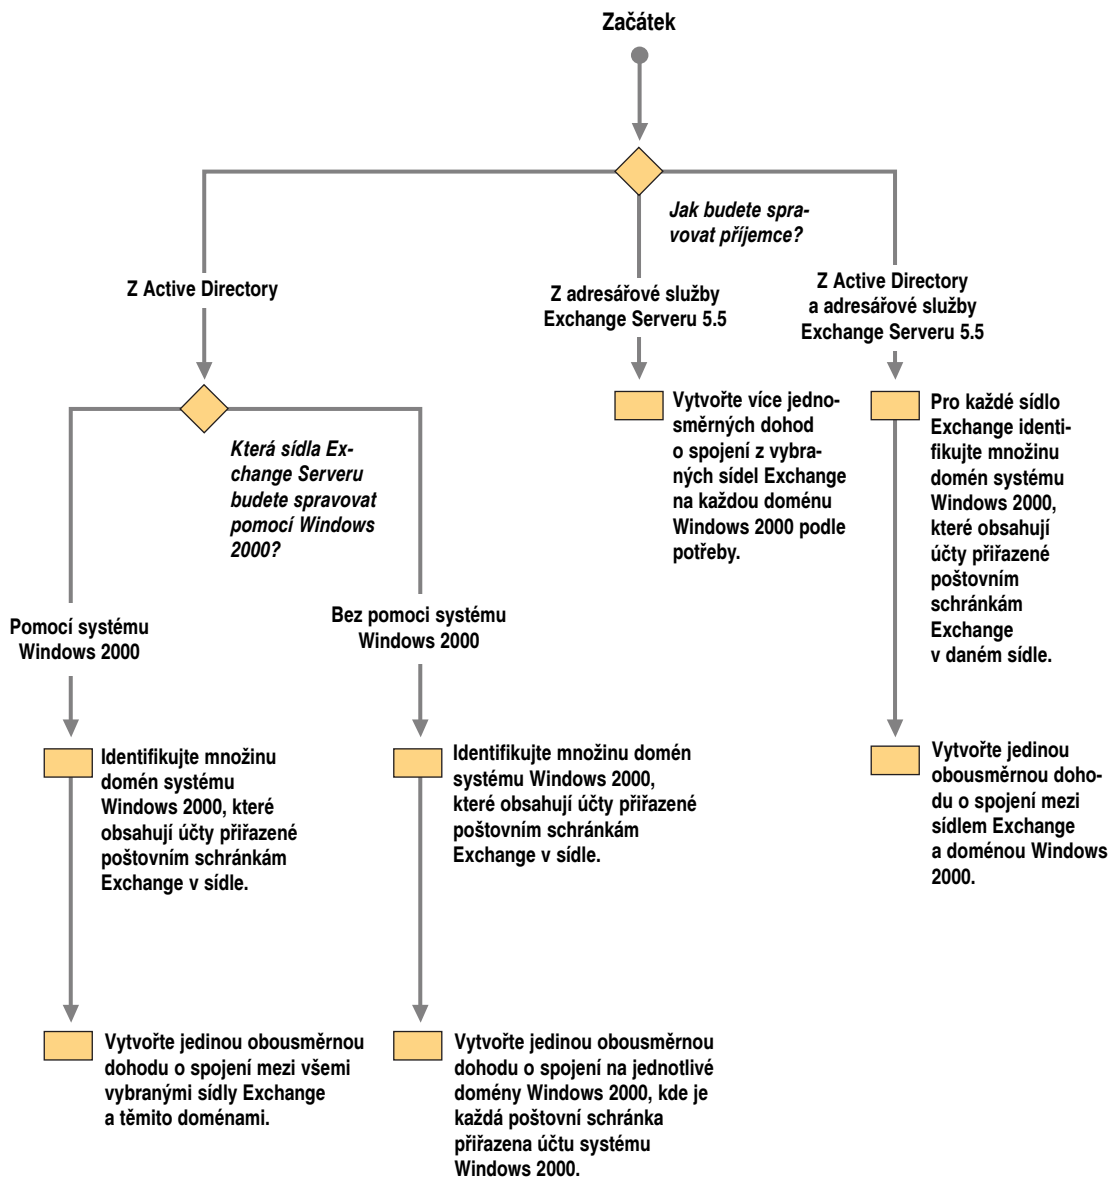 Začátek
Jak budete spra-
vovat příjemce?
Z Active Directory
Z adresářové služby
Exchange Serveru 5.5
Z Active Directory
a adresářové služby
Exchange Serveru 5.5
Která sídla Ex-
change Serveru
budete spravovat
pomocí Windows
2000?
Vytvořte více jedno-
směrných dohod
o spojení z vybra-
ných sídel Exchange
na každou doménu
Windows 2000 podle
potřeby.
Pro každé sídlo
Exchange identi-
fikujte množinu
domén systému
Windows 2000,
které obsahují
účty přiřazené
poštovním
schránkám
Exchange
v daném sídle.
Pomocí systému
Windows 2000
Bez pomoci systému
Windows 2000
Identifikujte množinu
domén systému
Windows 2000, které
obsahují účty přiřazené
poštovním schránkám
Exchange v sídle.
Identifikujte množinu domén
systému Windows 2000,
které obsahují účty přiřazené
poštovním schránkám
Exchange v sídle.
Vytvořte jedinou
obousměrnou doho-
du o spojení mezi
sídlem Exchange
a doménou Windows
2000.
Vytvořte jedinou obousměrnou
dohodu o spojení mezi všemi
vybranými sídly Exchange
a těmito doménami.
Vytvořte jedinou obousměrnou
dohodu o spojení na jednotlivé
domény Windows 2000, kde je
každá poštovní schránka
přiřazena účtu systému
Windows 2000.